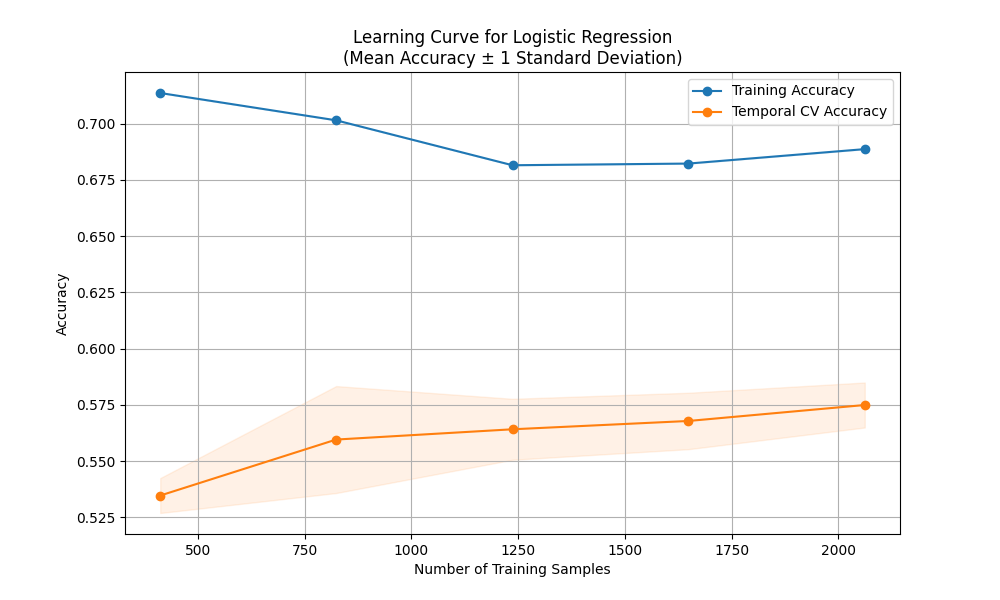 Learning Curve for Logistic Regression
(Mean Accuracy ± 1 Standard Deviation)
Training Accuracy
Temporal CV Accuracy
Accuracy
0.700
0.675
0.650
0.625
0.600
0.575
0.550
0.525
500 750 1000 1250 1500 1750 2000
Number of Training Samples